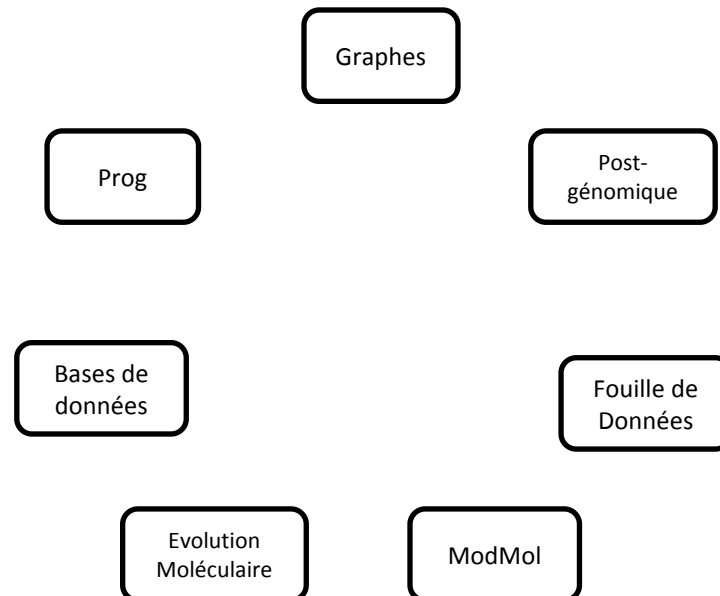 Graphes
Prog
Post-
génomique
Bases de
données
Fouille de
Données
Evolution
Moléculaire
ModMol